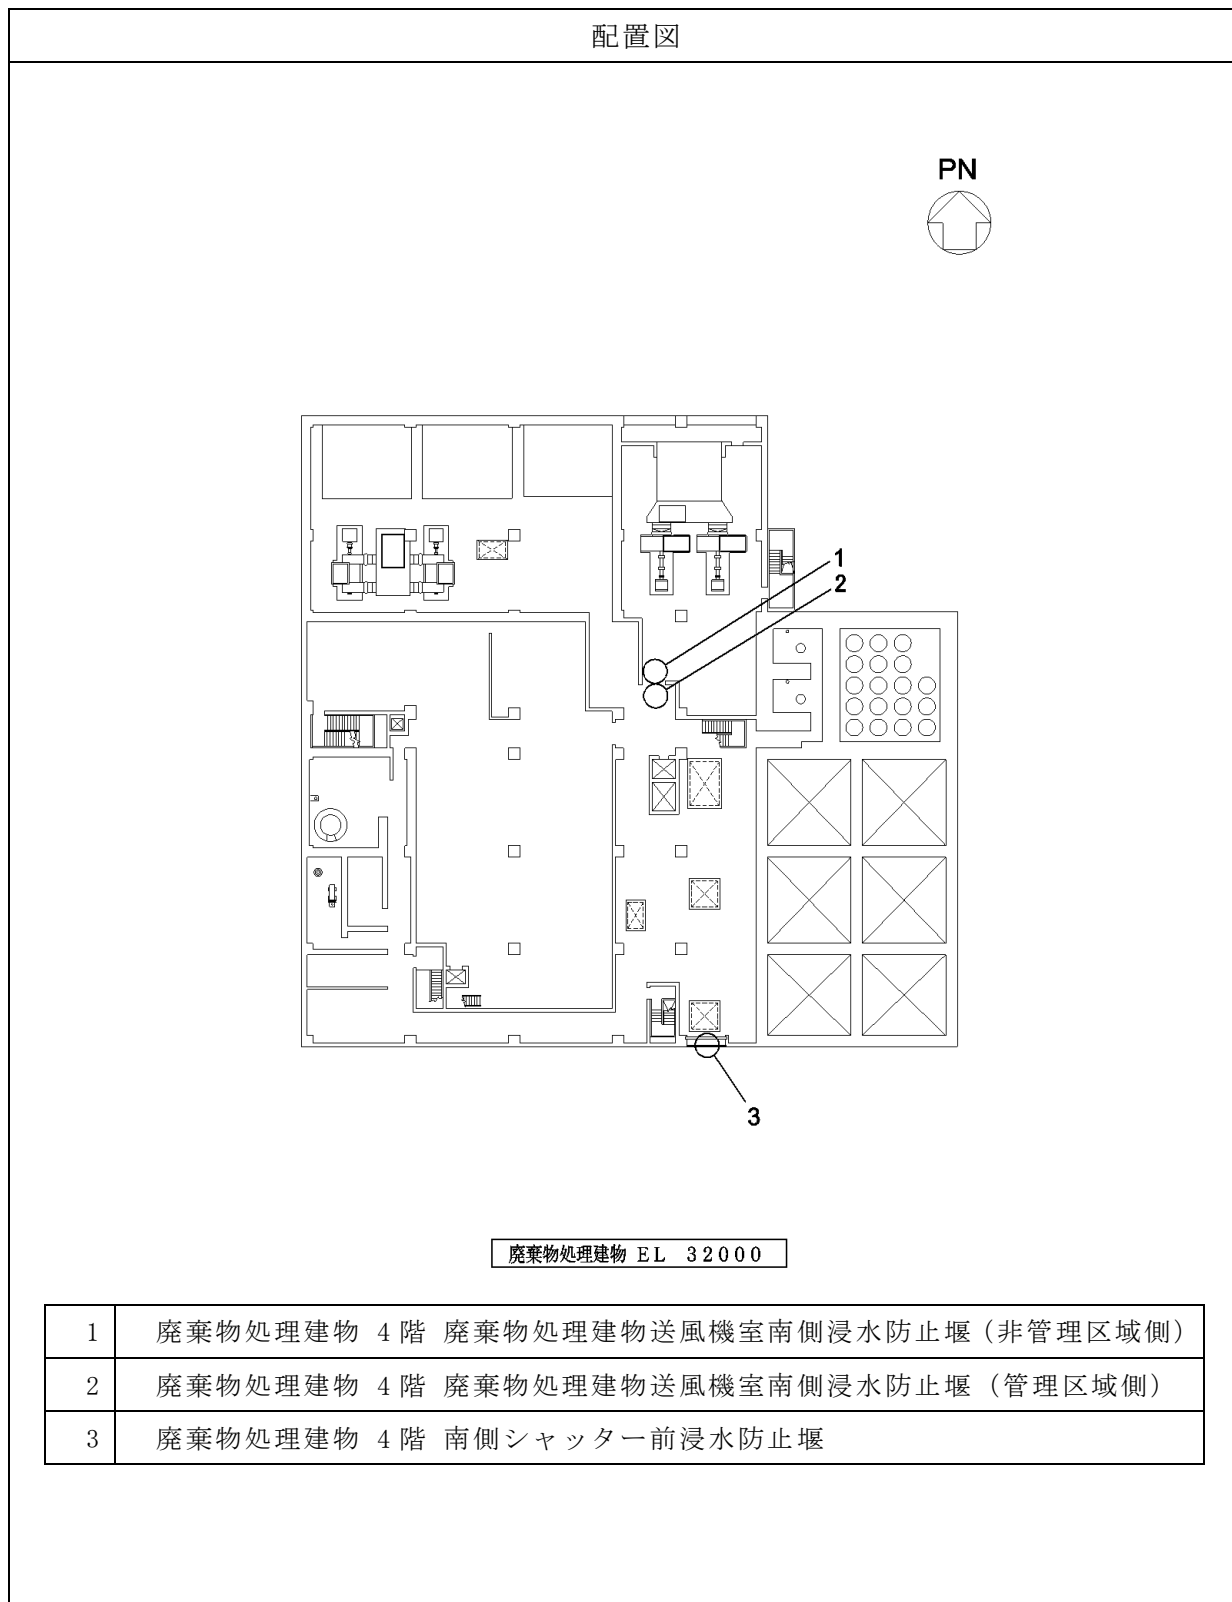 配置図
PN
1
2
3
廃棄物処理建物 EL 32000
1 廃棄物処理建物 4階 廃棄物処理建物送風機室南側浸水防止堰（非管理区域側）
2 廃棄物処理建物 4階 廃棄物処理建物送風機室南側浸水防止堰（管理区域側）
3 廃棄物処理建物 4階 南側シャッター前浸水防止堰